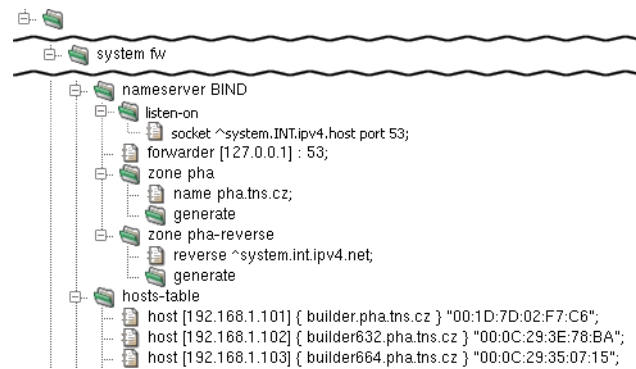 system fw
nameserver BIND
listen-on
socket ^system.INT.ipv4.host port 53;
forwarder [127.0.0.1] : 53;
zone pha
name pha.tns.cz;
generate
zone pha-reverse
reverse ^system.int.ipv4.net;
generate
hosts-table
host [192.168.1.101] { builder.pha.tns.cz } "00:1D:7D:02:F7:C6";
host [192.168.1.102] { builder632.pha.tns.cz } "00:0C:29:3E:78:BA";
host [192.168.1.103] { builder664.pha.tns.cz } "00:0C:29:35:07:15";